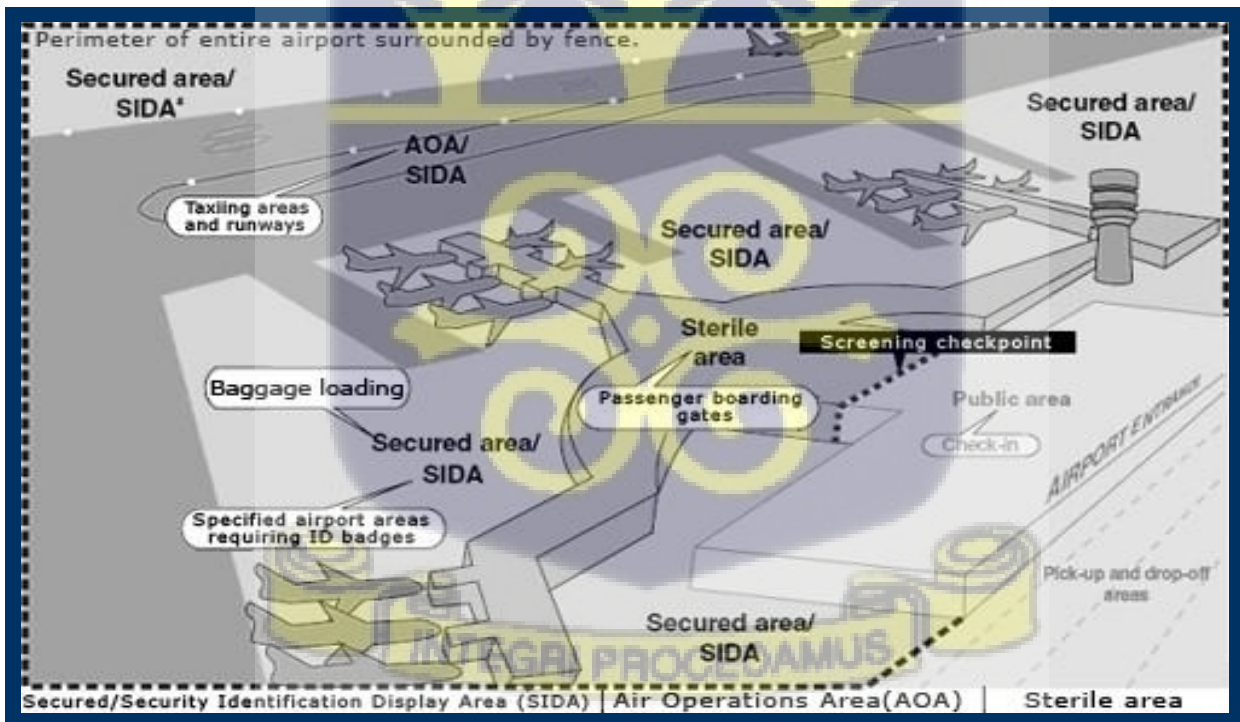 Perimeter of entire airport surrounded by fence.
Secured area/
SIDA*
Secured area/
SIDA
AOA/
SIDA
Taxiing areas
and runways
Secured area/
SIDA
Sterile
area
Screening checkpoint
Baggage loading
Passenger boarding
gates
Public area
Check-in
AIRPORT ENTRANCE
Secured area/
SIDA
Specified airport areas
requiring ID badges
Pick-up and drop-off
areas
Secured area/
SIDA
INTEGRI PROCEDAMUS
Secured/Security Identification Display Area (SIDA) | Air Operations Area(AOA) | Sterile area